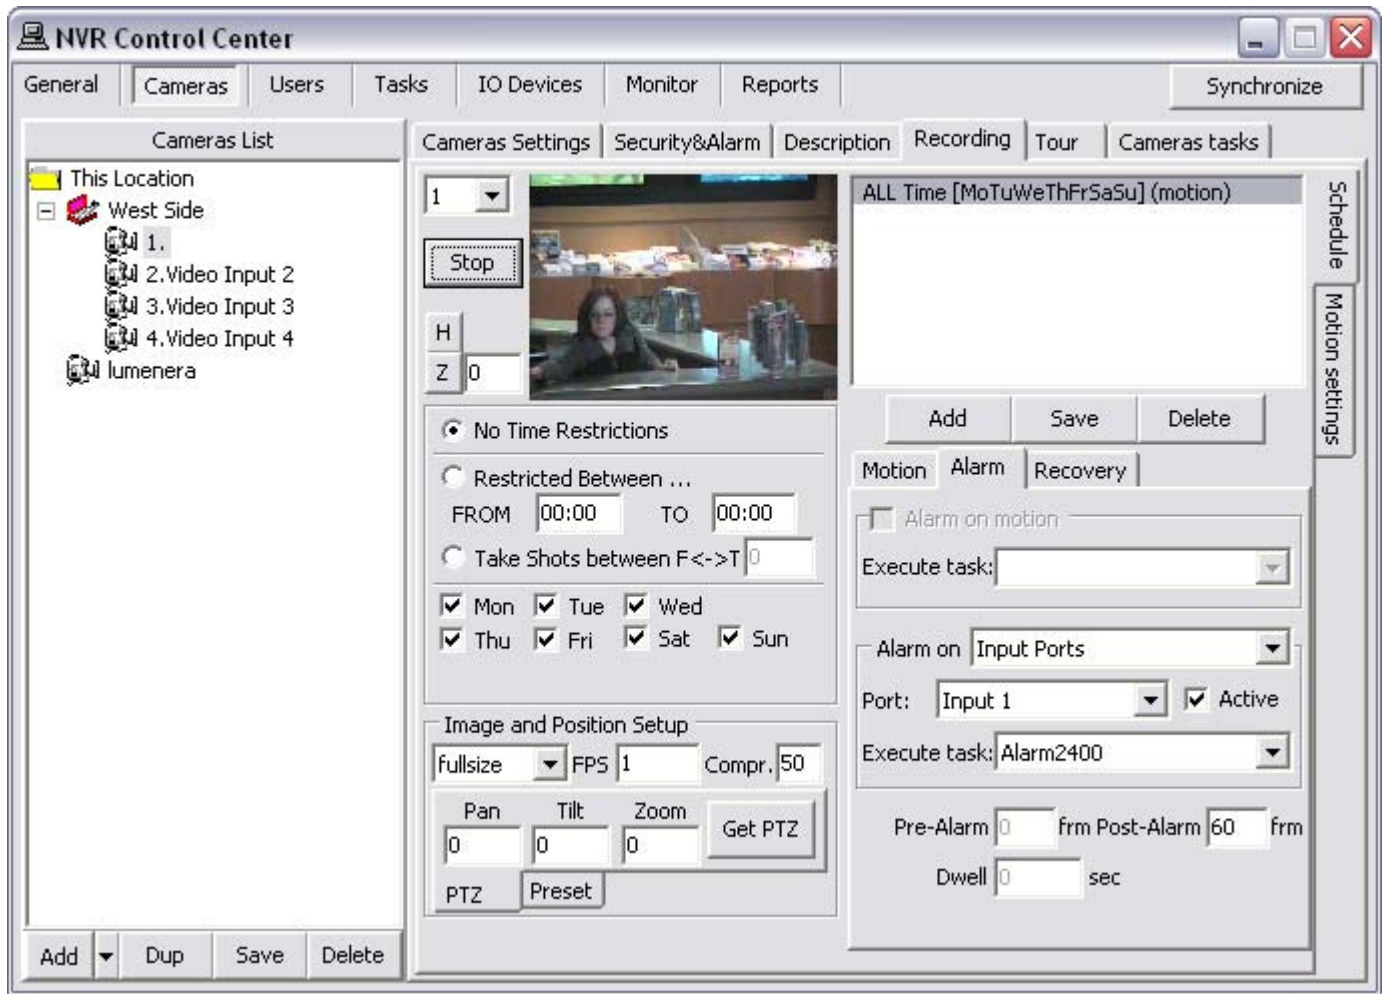 NVR Control Center
General Cameras Users Tasks IO Devices Monitor Reports Synchronize
Cameras List
This Location
West Side
1.
2.Video Input 2
3.Video Input 3
4.Video Input 4
lumenera
Add Dup Save Delete
Cameras Settings Security&Alarm Description Recording Tour Cameras tasks
1
Stop
H
Z 0
No Time Restrictions
Restricted Between ...
FROM 00:00 TO 00:00
Take Shots between F<->T 0
Mon Tue Wed
Thu Fri Sat Sun
Image and Position Setup
fullsize FPS 1 Compr. 50
Pan Tilt Zoom
0 0 0 Get PTZ
PTZ Preset
ALL Time [MoTuWeThFrSaSu] (motion)
Add Save Delete
Motion Alarm Recovery
Alarm on motion
Execute task:
Alarm on Input Ports
Port: Input 1 Active
Execute task: Alarm2400
Pre-Alarm 0 frm Post-Alarm 60 frm
Dwell 0 sec
Schedule
Motion settings